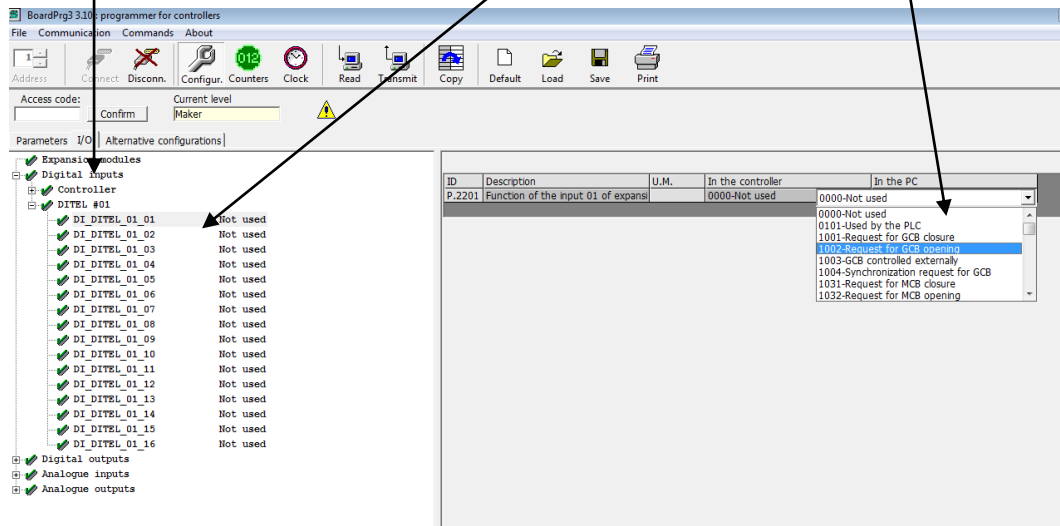 BoardPrg3 3.10 : programmer for controllers
File Communication Commands About
1
012
Address Connect Disconn. Configur. Counters Clock Read Transmit Copy Default Load Save Print
Access code: Current level
Confirm Maker
Parameters I/O Alternative configurations
Expansion modules
Digital inputs
Controller
DITEL #01
DI_DITEL_01_01 Not used
DI_DITEL_01_02 Not used
DI_DITEL_01_03 Not used
DI_DITEL_01_04 Not used
DI_DITEL_01_05 Not used
DI_DITEL_01_06 Not used
DI_DITEL_01_07 Not used
DI_DITEL_01_08 Not used
DI_DITEL_01_09 Not used
DI_DITEL_01_10 Not used
DI_DITEL_01_11 Not used
DI_DITEL_01_12 Not used
DI_DITEL_01_13 Not used
DI_DITEL_01_14 Not used
DI_DITEL_01_15 Not used
DI_DITEL_01_16 Not used
Digital outputs
Analogue inputs
Analogue outputs
ID Description U.M. In the controller In the PC
P.2201 Function of the input 01 of expansi 0000-Not used 0000-Not used
0000-Not used
0101-Used by the PLC
1001-Request for GCB closure
1002-Request for GCB opening
1003-GCB controlled externally
1004-Synchronization request for GCB
1031-Request for MCB closure
1032-Request for MCB opening